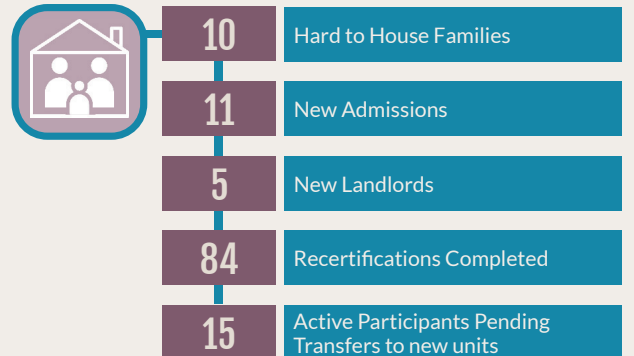 10
Hard to House Families
11
New Admissions
5
New Landlords
84
Recertifications Completed
15
Active Participants Pending
Transfers to new units